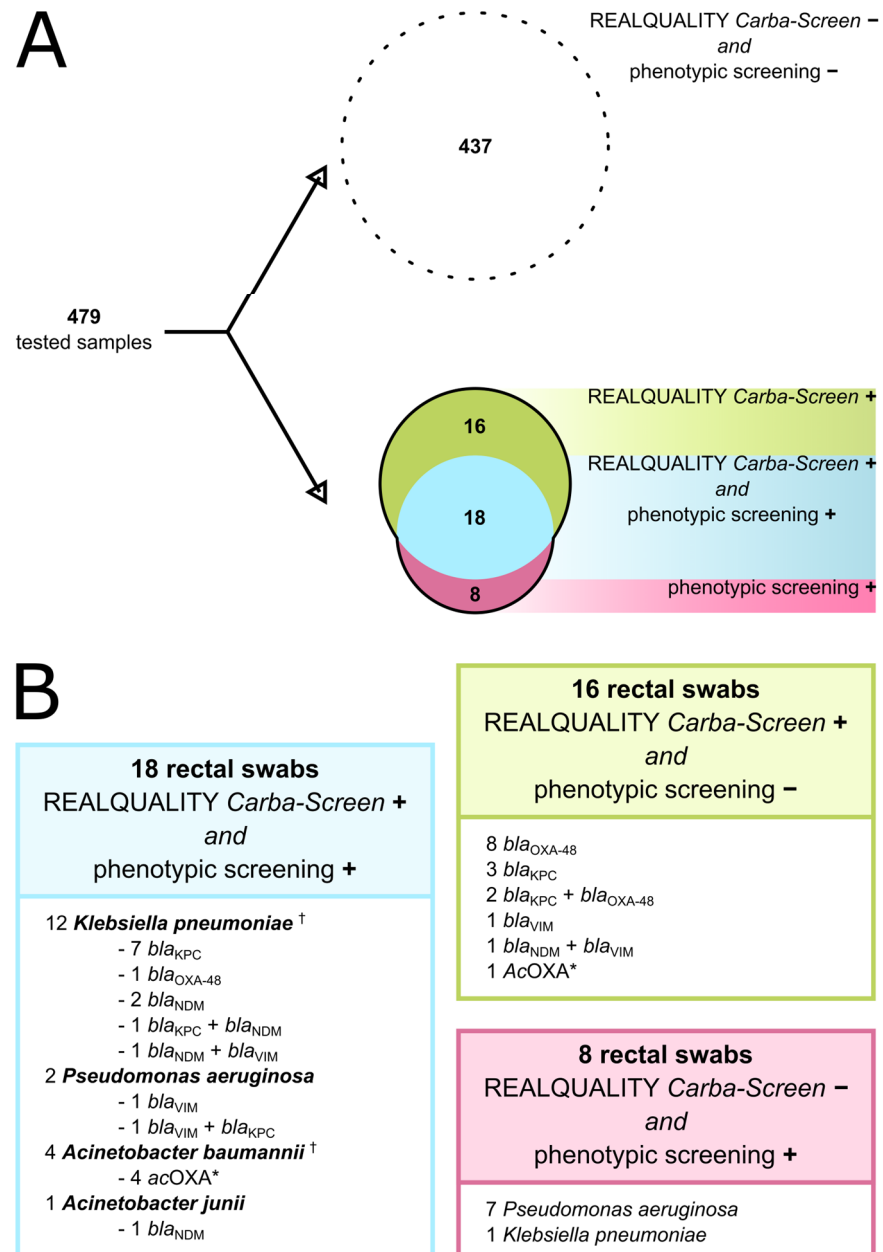 A
REALQUALITY Carba-Screen −
and
phenotypic screening −
437
479
tested samples
16
REALQUALITY Carba-Screen +
18
REALQUALITY Carba-Screen +
and
phenotypic screening +
8
phenotypic screening +
B
18 rectal swabs
REALQUALITY Carba-Screen +
and
phenotypic screening +
12 Klebsiella pneumoniae †
- 7 blaKPC
- 1 blaOXA-48
- 2 blaNDM
- 1 blaKPC + blaNDM
- 1 blaNDM + blaVIM
2 Pseudomonas aeruginosa
- 1 blaVIM
- 1 blaVIM + blaKPC
4 Acinetobacter baumannii †
- 4 acOXA*
1 Acinetobacter junii
- 1 blaNDM
16 rectal swabs
REALQUALITY Carba-Screen +
and
phenotypic screening −
8 blaOXA-48
3 blaKPC
2 blaKPC + blaOXA-48
1 blaVIM
1 blaNDM + blaVIM
1 AcOXA*
8 rectal swabs
REALQUALITY Carba-Screen −
and
phenotypic screening +
7 Pseudomonas aeruginosa
1 Klebsiella pneumoniae